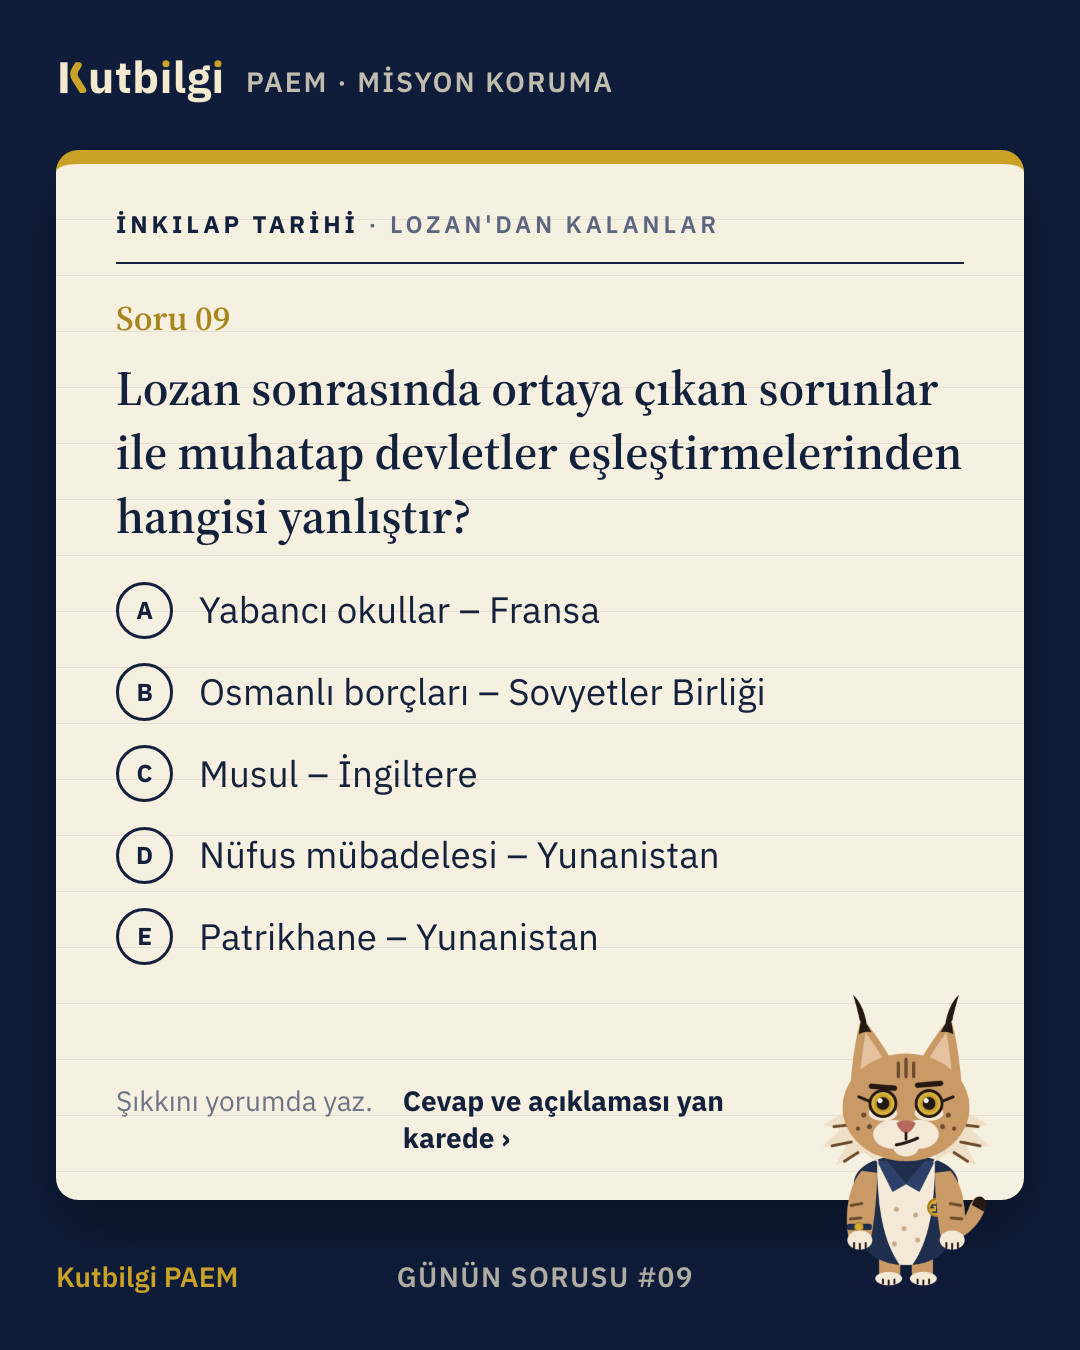 Kutbilgi PAEM · MİSYON KORUMA
İNKILAP TARİHİ · LOZAN'DAN KALANLAR
Soru 09
Lozan sonrasında ortaya çıkan sorunlar
ile muhatap devletler eşleştirmelerinden
hangisi yanlıştır?
A Yabancı okullar – Fransa
B Osmanlı borçları – Sovyetler Birliği
C Musul – İngiltere
D Nüfus mübadelesi – Yunanistan
E Patrikhane – Yunanistan
Şıkkını yorumda yaz. Cevap ve açıklaması yan
karede ›
Kutbilgi PAEM GÜNÜN SORUSU #09